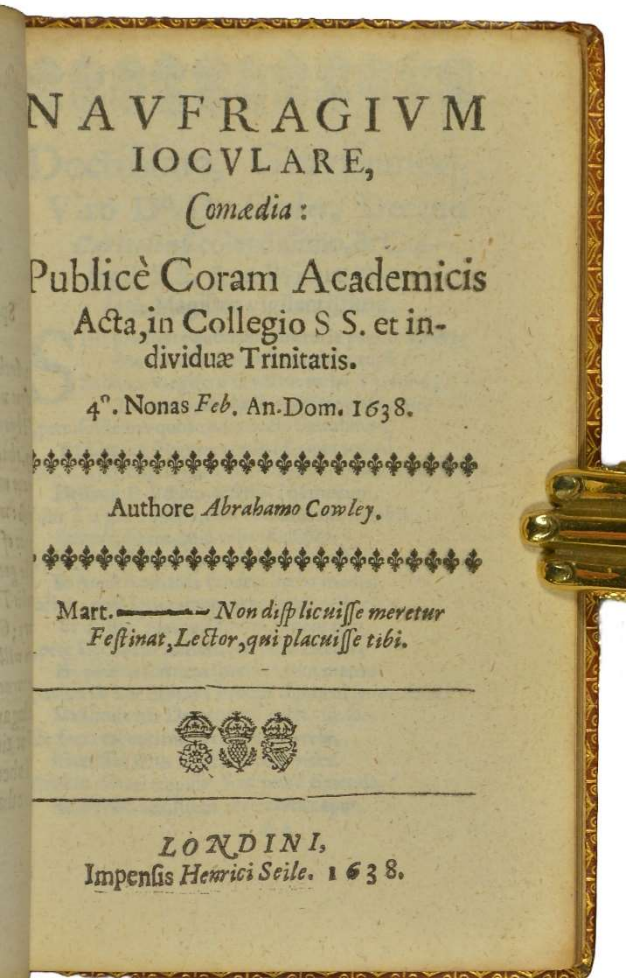 NAVFRAGIVM
IOCVLARE,
Comædia:
Publicè Coram Academicis
Acta, in Collegio S S. et in-
dividuæ Trinitatis.
4º. Nonas Feb. An. Dom. 1638.
Authore Abrahamo Cowley.
Mart. ——— Non diſplicuiſſe meretur
Feſtinat, Lector, qui placuiſſe tibi.
LONDINI,
Impenſis Henrici Seile. 1638.